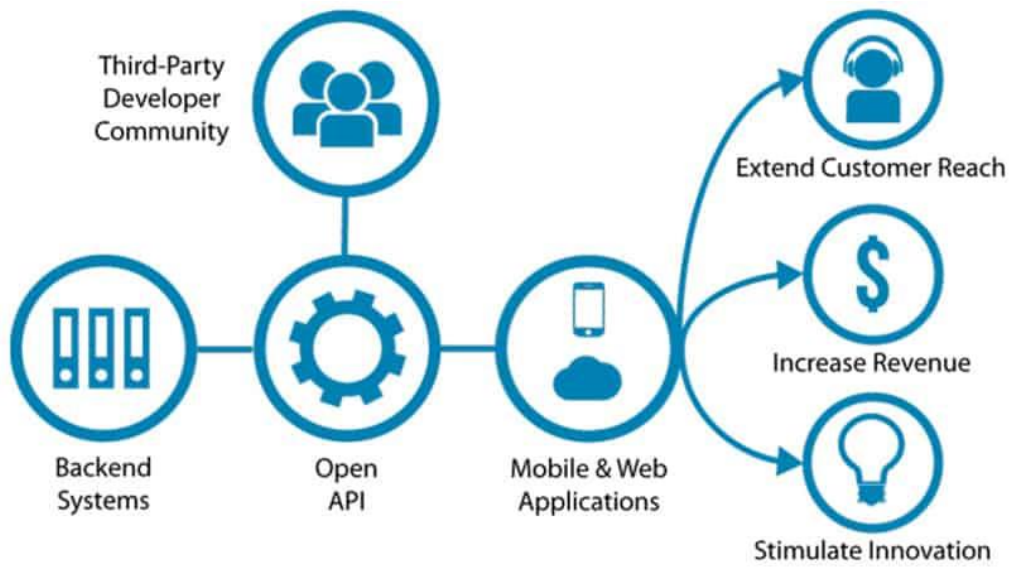 Third-Party
Developer
Community
Extend Customer Reach
$
Increase Revenue
Backend
Systems
Open
API
Mobile & Web
Applications
Stimulate Innovation